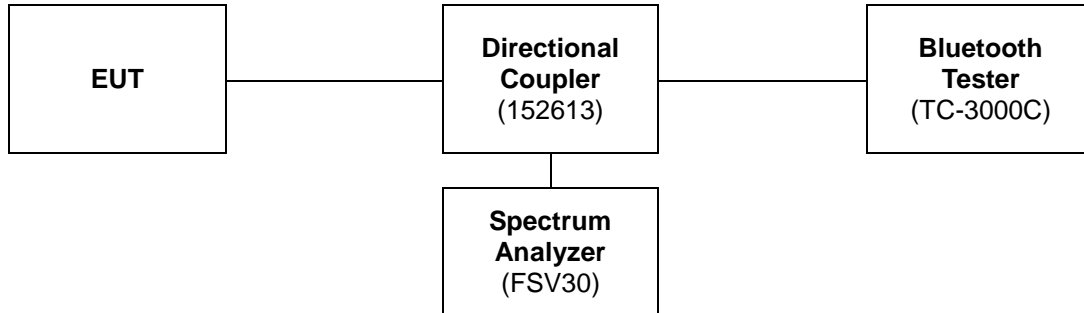 EUT
Directional
Coupler
(152613)
Bluetooth
Tester
(TC-3000C)
Spectrum
Analyzer
(FSV30)